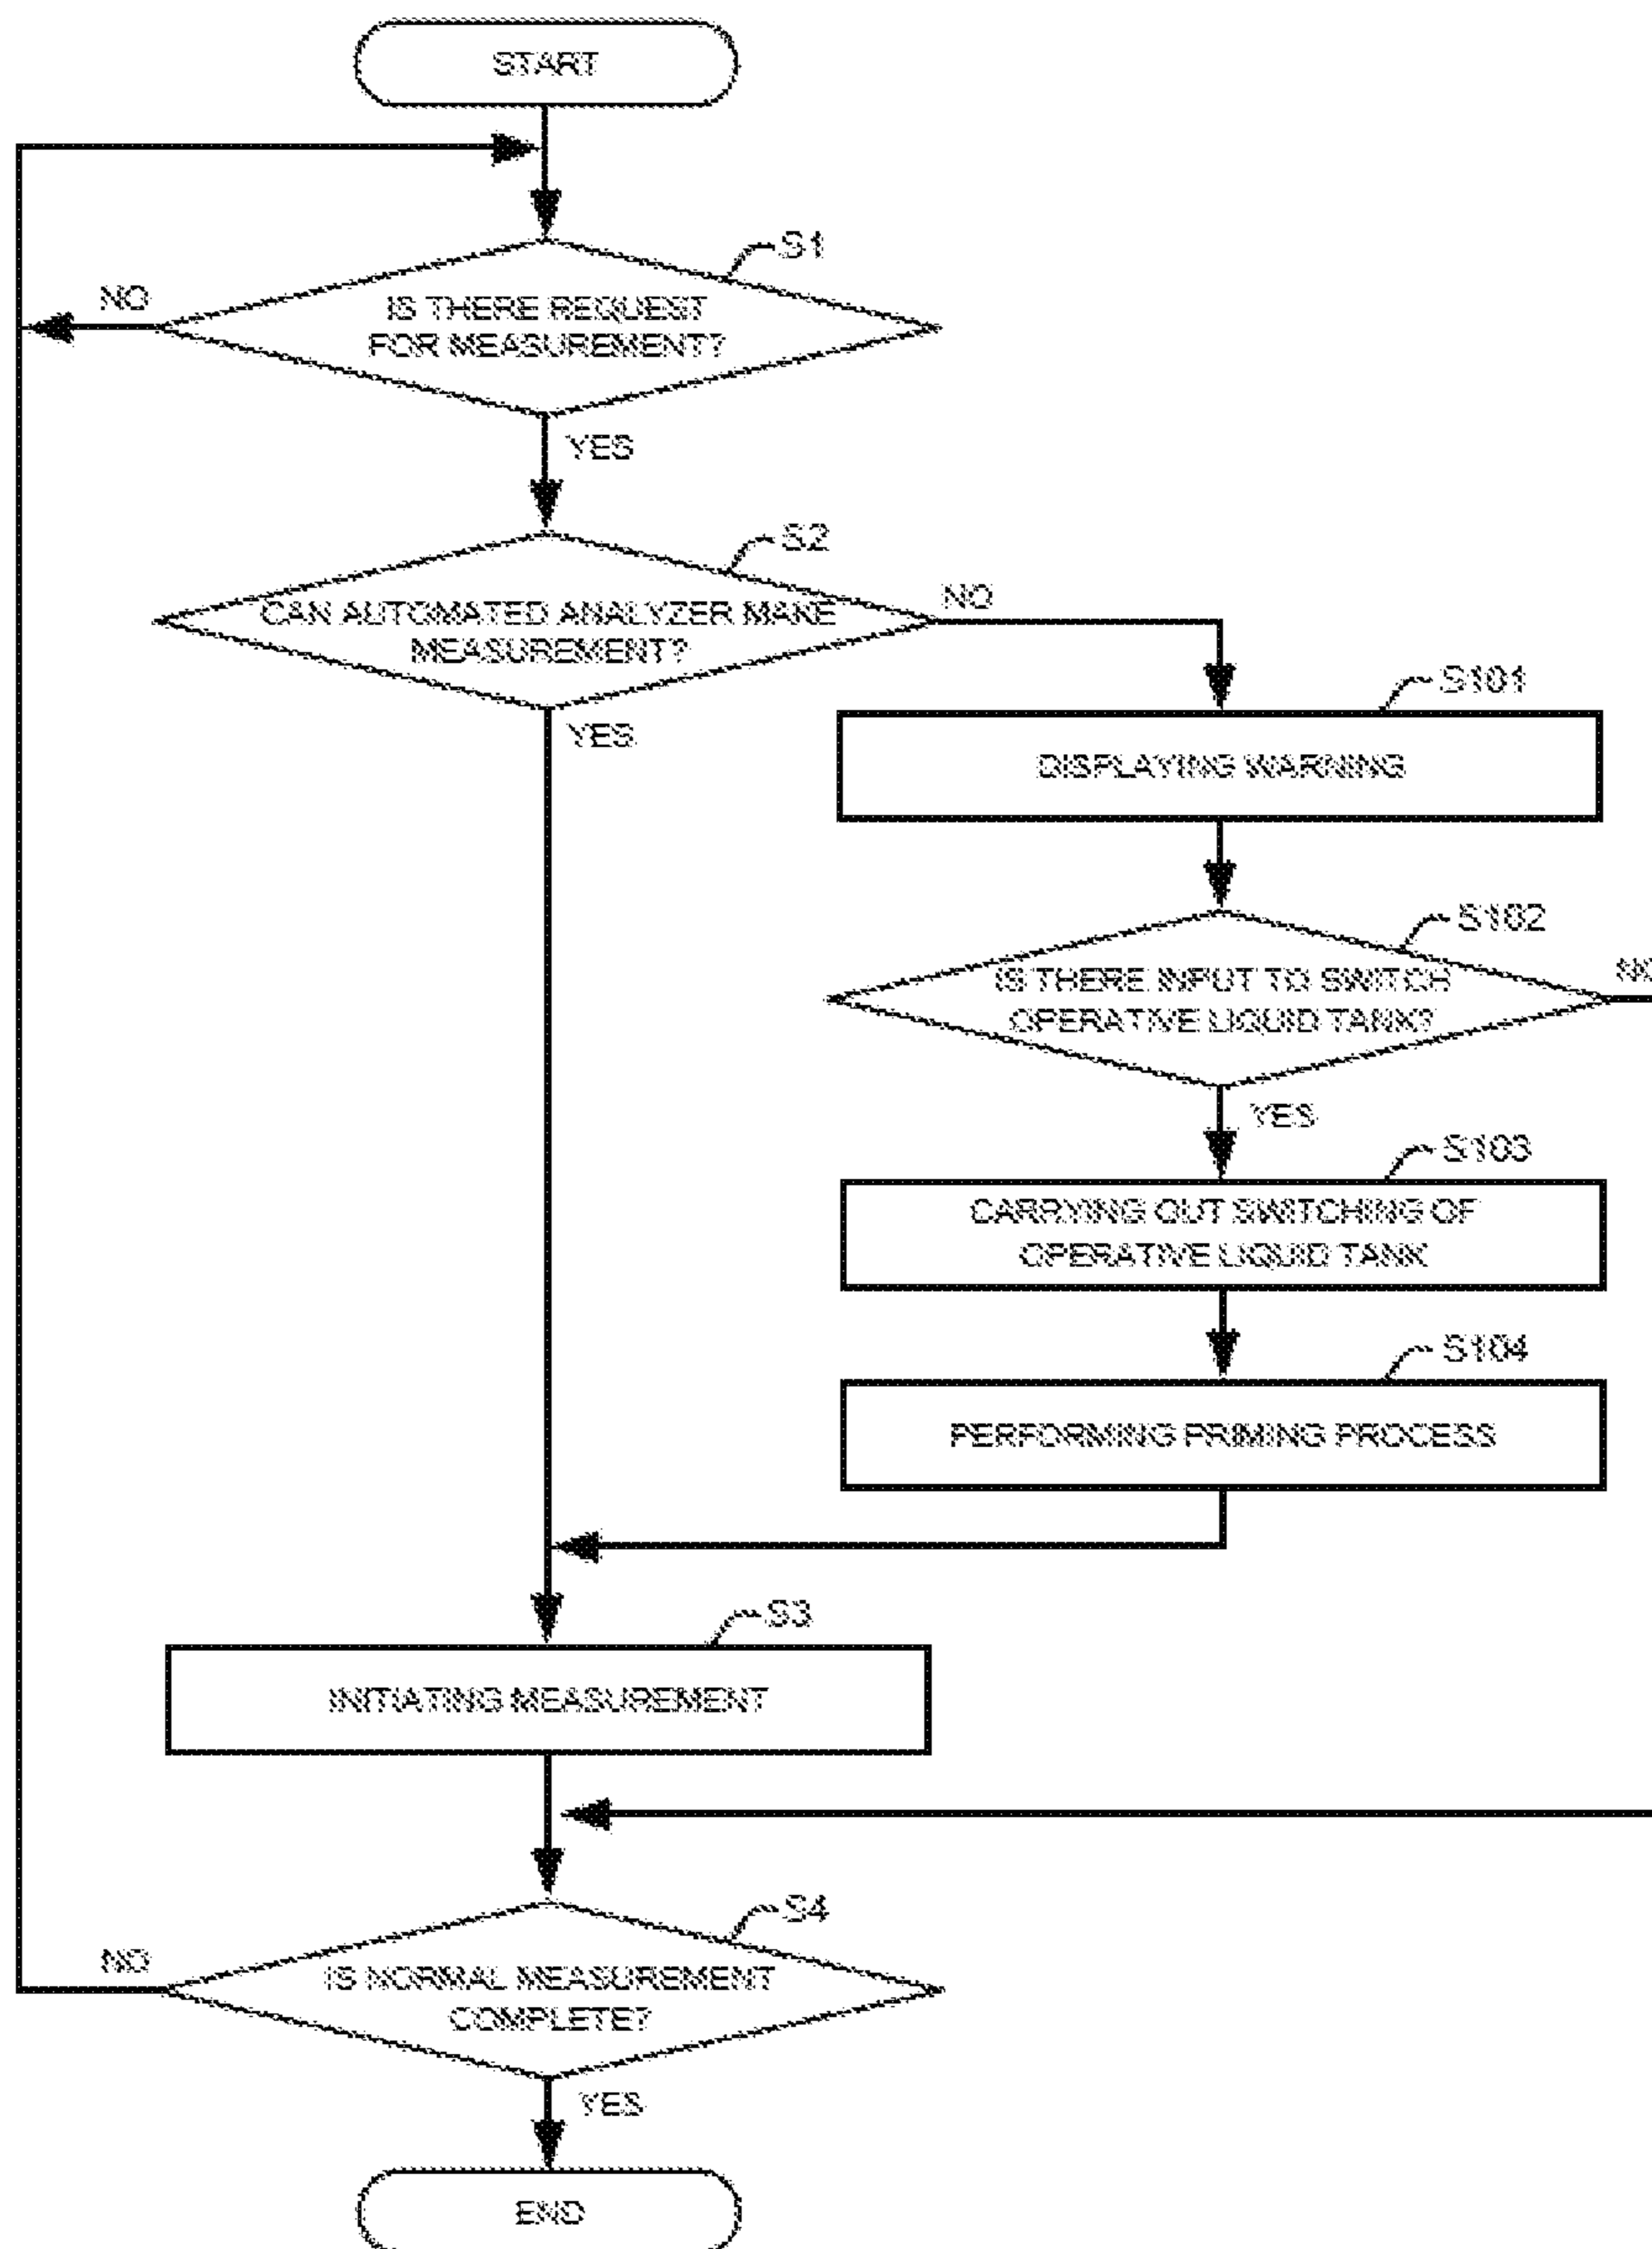 START
S1
NO
IS THERE REQUEST
FOR MEASUREMENT?
YES
S2
NO
CAN AUTOMATED ANALYZER MAKE
MEASUREMENT?
YES
S101
DISPLAYING WARNING
S102
NO
IS THERE INPUT TO SWITCH
OPERATIVE LIQUID TANK?
YES
S103
CARRYING OUT SWITCHING OF
OPERATIVE LIQUID TANK
S104
PERFORMING PRIMING PROCESS
S3
INITIATING MEASUREMENT
S4
NO
IS NORMAL MEASUREMENT
COMPLETE?
YES
END